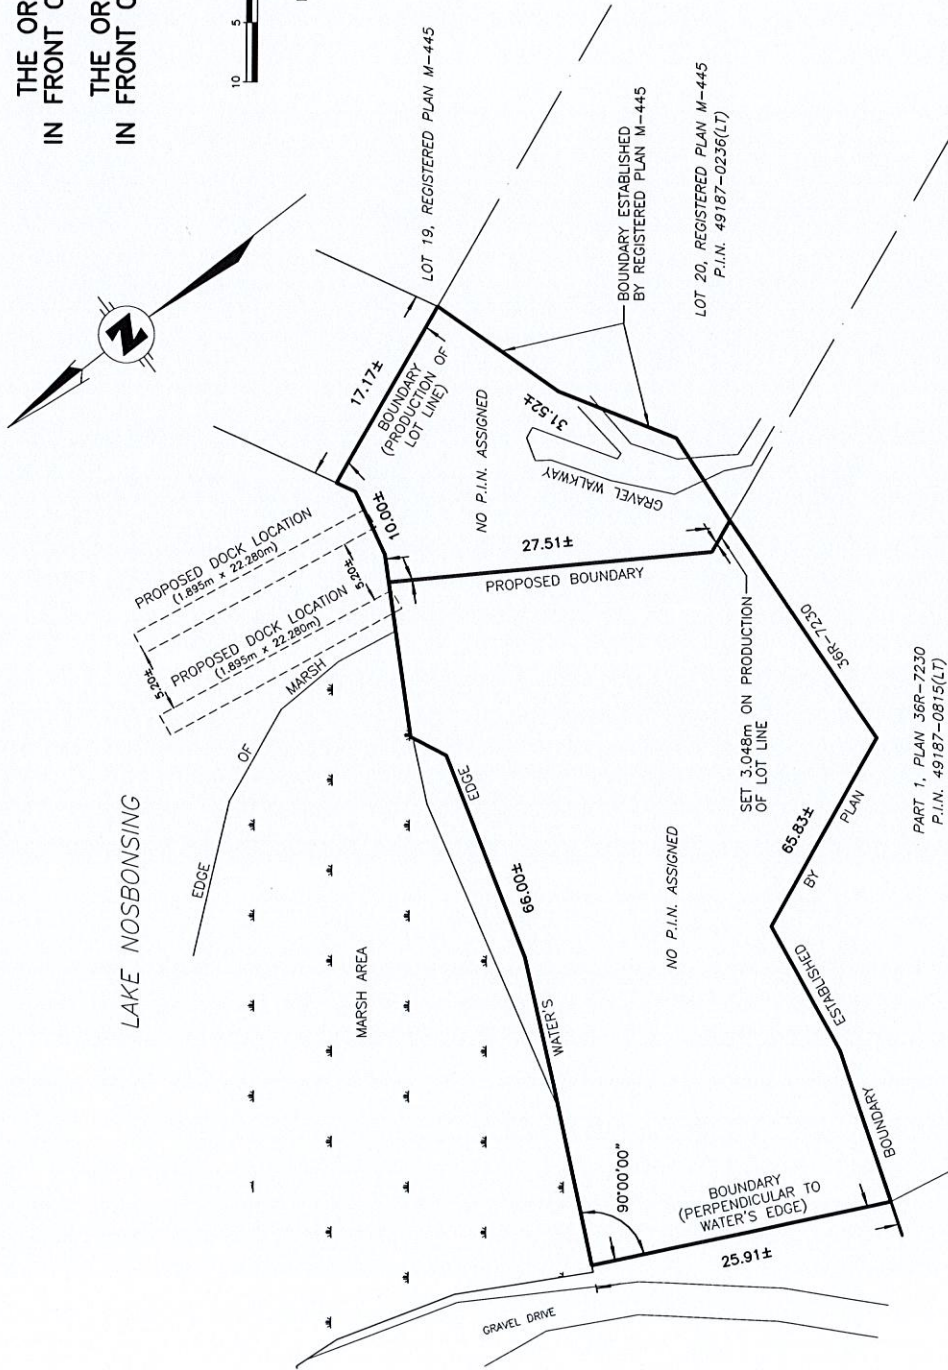 THE OR
IN FRONT O
THE OR
IN FRONT O
10
5
LOT 19, REGISTERED PLAN M-445
BOUNDARY ESTABLISHED
BY REGISTERED PLAN M-445
LOT 20, REGISTERED PLAN M-445
P.I.N. 49187-0236(LT)
N
17.17±
BOUNDARY
(PRODUCTION OF
LOT LINE)
31.52±
NO P.I.N. ASSIGNED
GRAVEL WALKWAY
10.00±
27.51±
PROPOSED BOUNDARY
PROPOSED DOCK LOCATION
(1.895m x 22.280m)
5.20±
PROPOSED DOCK LOCATION
(1.895m x 22.280m)
5.20±
SET 3.048m ON PRODUCTION
OF LOT LINE
EDGE OF MARSH
LAKE NOSBONSING
MARSH AREA
WATER'S EDGE
66.00±
NO P.I.N. ASSIGNED
65.83±
BOUNDARY ESTABLISHED BY PLAN 36R-7230
PART 1, PLAN 36R-7230
P.I.N. 49187-0815(LT)
90°00'00"
BOUNDARY
(PERPENDICULAR TO
WATER'S EDGE)
25.91±
GRAVEL DRIVE